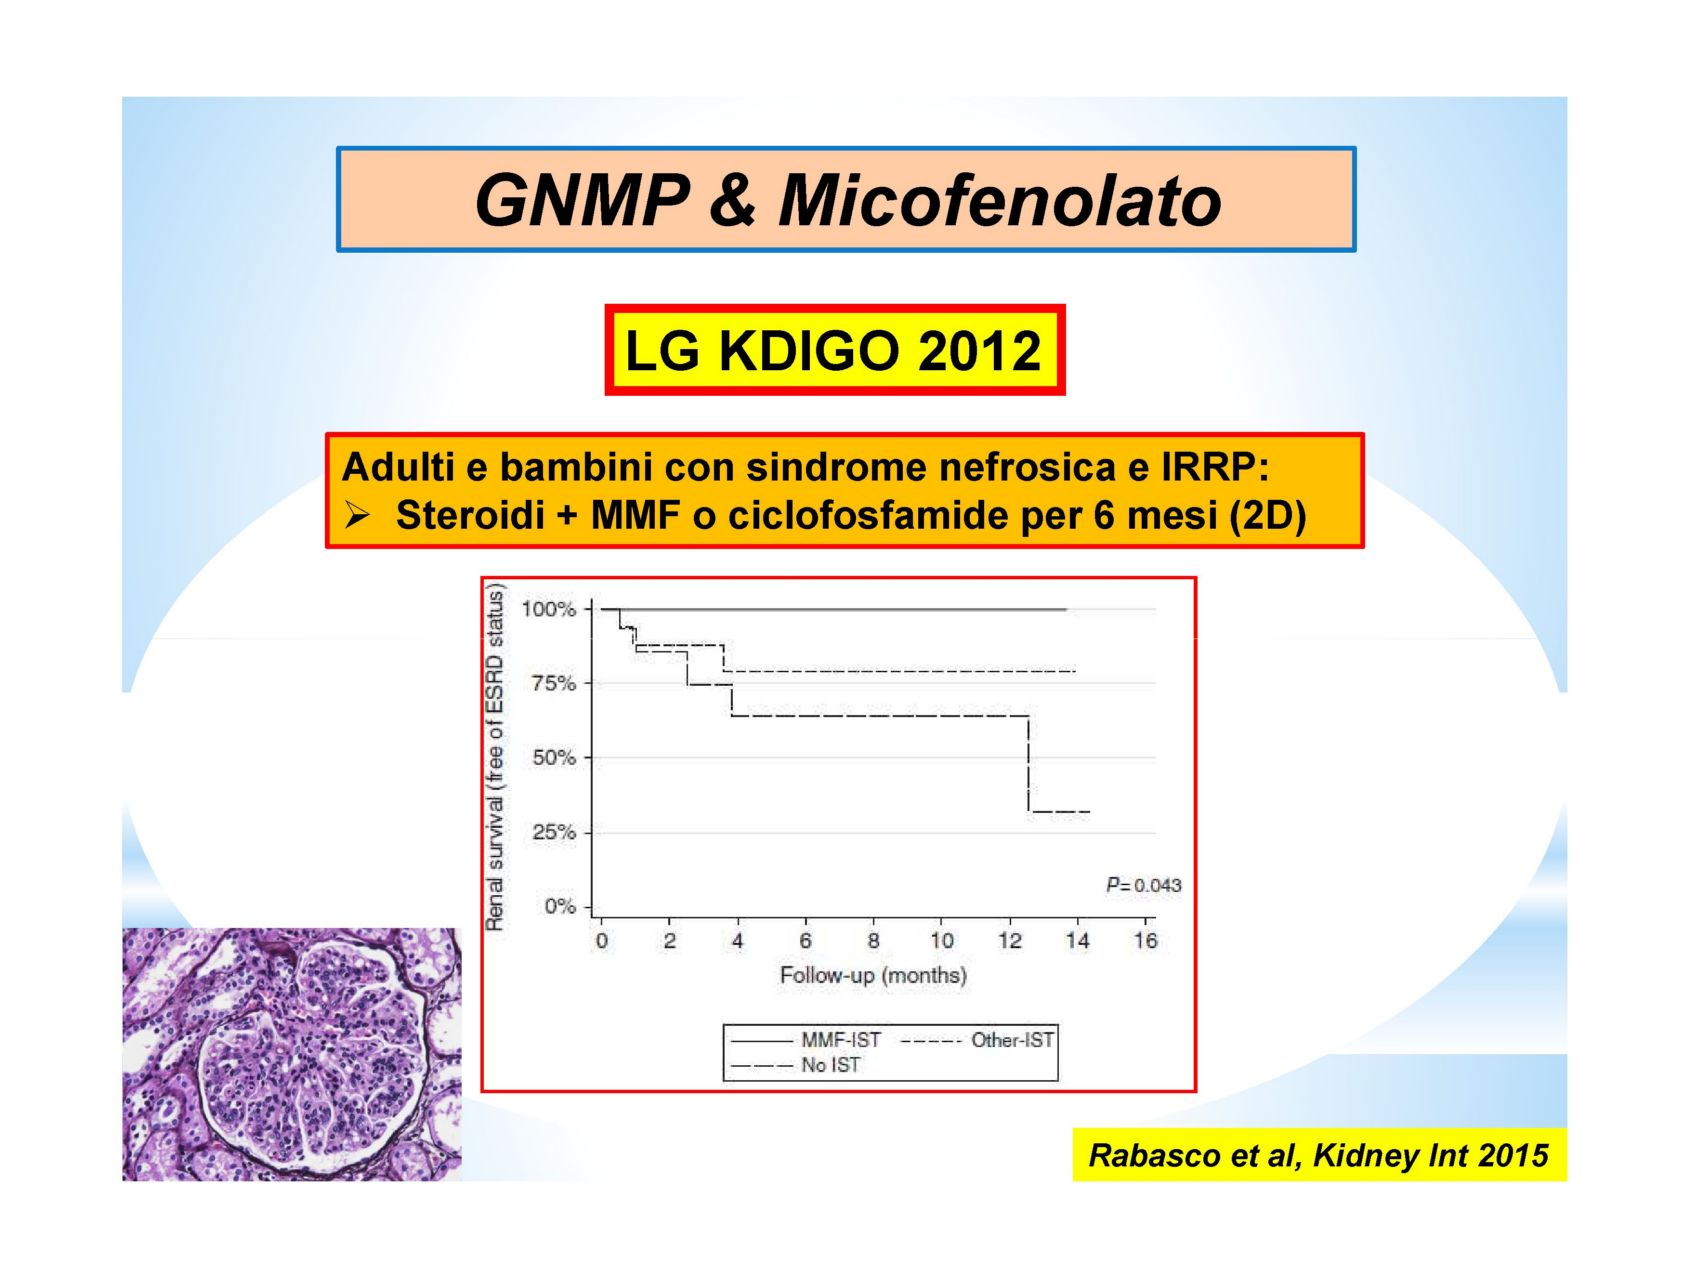 GNMP & Micofenolato
LG KDIGO 2012
Adulti e bambini con sindrome nefrosica e IRRP:
➢ Steroidi + MMF o ciclofosfamide per 6 mesi (2D)
Renal survival (free of ESRD status)
100%
75%
50%
25%
0%
P=0.043
0 2 4 6 8 10 12 14 16
Follow-up (months)
MMF-IST Other-IST
No IST
Rabasco et al, Kidney Int 2015